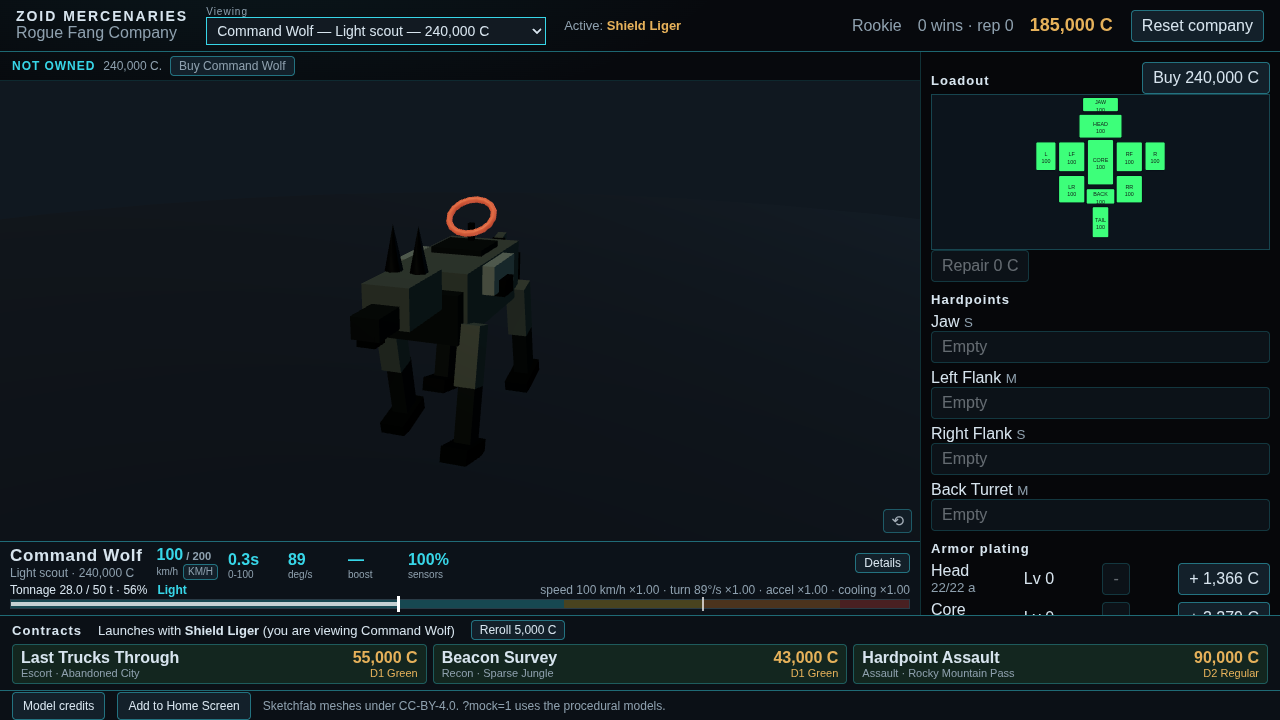 ZOID MERCENARIES
Rogue Fang Company
Viewing
Command Wolf — Light scout — 240,000 C
Active: Shield Liger
Rookie 0 wins · rep 0 185,000 C
Reset company
NOT OWNED 240,000 C. Buy Command Wolf
Loadout
Buy 240,000 C
JAW
100
HEAD
100
L
100
LF
100
CORE
100
RF
100
R
100
LR
100
BACK
100
RR
100
TAIL
100
Repair 0 C
Hardpoints
Jaw S
Empty
Left Flank M
Empty
Right Flank S
Empty
Back Turret M
Empty
Armor plating
Head
22/22 a
Lv 0
-
+ 1,366 C
Core
⟲
Command Wolf
Light scout · 240,000 C
100 / 200
km/h KM/H
0.3s
0-100
89
deg/s
—
boost
100%
sensors
Details
Tonnage 28.0 / 50 t · 56% Light
speed 100 km/h ×1.00 · turn 89°/s ×1.00 · accel ×1.00 · cooling ×1.00
Contracts Launches with Shield Liger (you are viewing Command Wolf) Reroll 5,000 C
Last Trucks Through 55,000 C
Escort · Abandoned City D1 Green
Beacon Survey 43,000 C
Recon · Sparse Jungle D1 Green
Hardpoint Assault 90,000 C
Assault · Rocky Mountain Pass D2 Regular
Model credits
Add to Home Screen
Sketchfab meshes under CC-BY-4.0. ?mock=1 uses the procedural models.